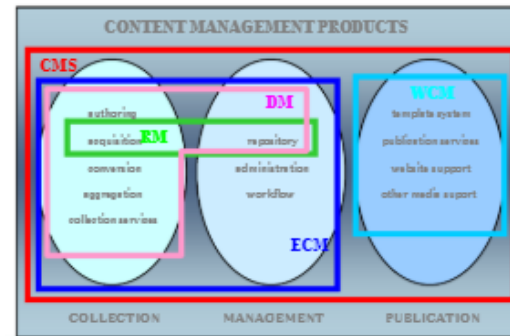 CONTENT MANAGEMENT PRODUCTS
CMS
DM
WCM
authoring
template system
acquisition
RM
repository
publication services
conversion
administration
website support
aggregation
workflow
other media suport
collection services
ECM
COLLECTION
MANAGEMENT
PUBLICATION